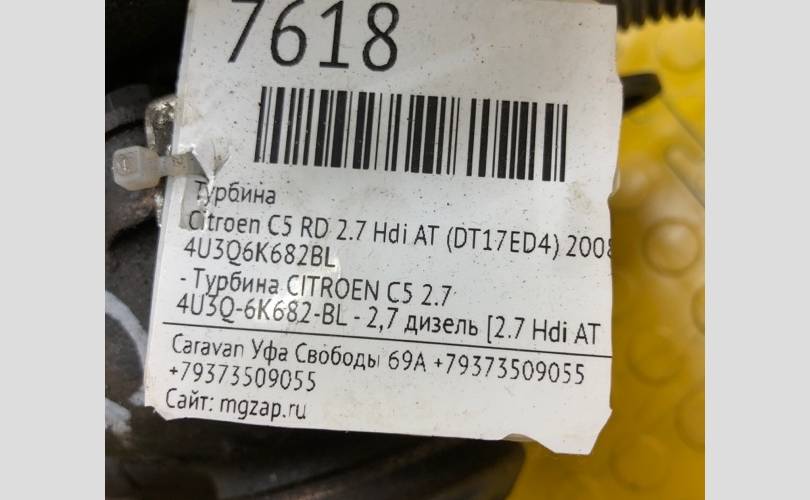 7618
Турбина
Citroen C5 RD 2.7 Hdi AT (DT17ED4) 2008
4U3Q6K682BL
- Турбина CITROEN C5 2.7
4U3Q-6K682-BL - 2,7 дизель [2.7 Hdi AT
Caravan Уфа Свободы 69А +79373509055
+79373509055
Сайт: mgzap.ru